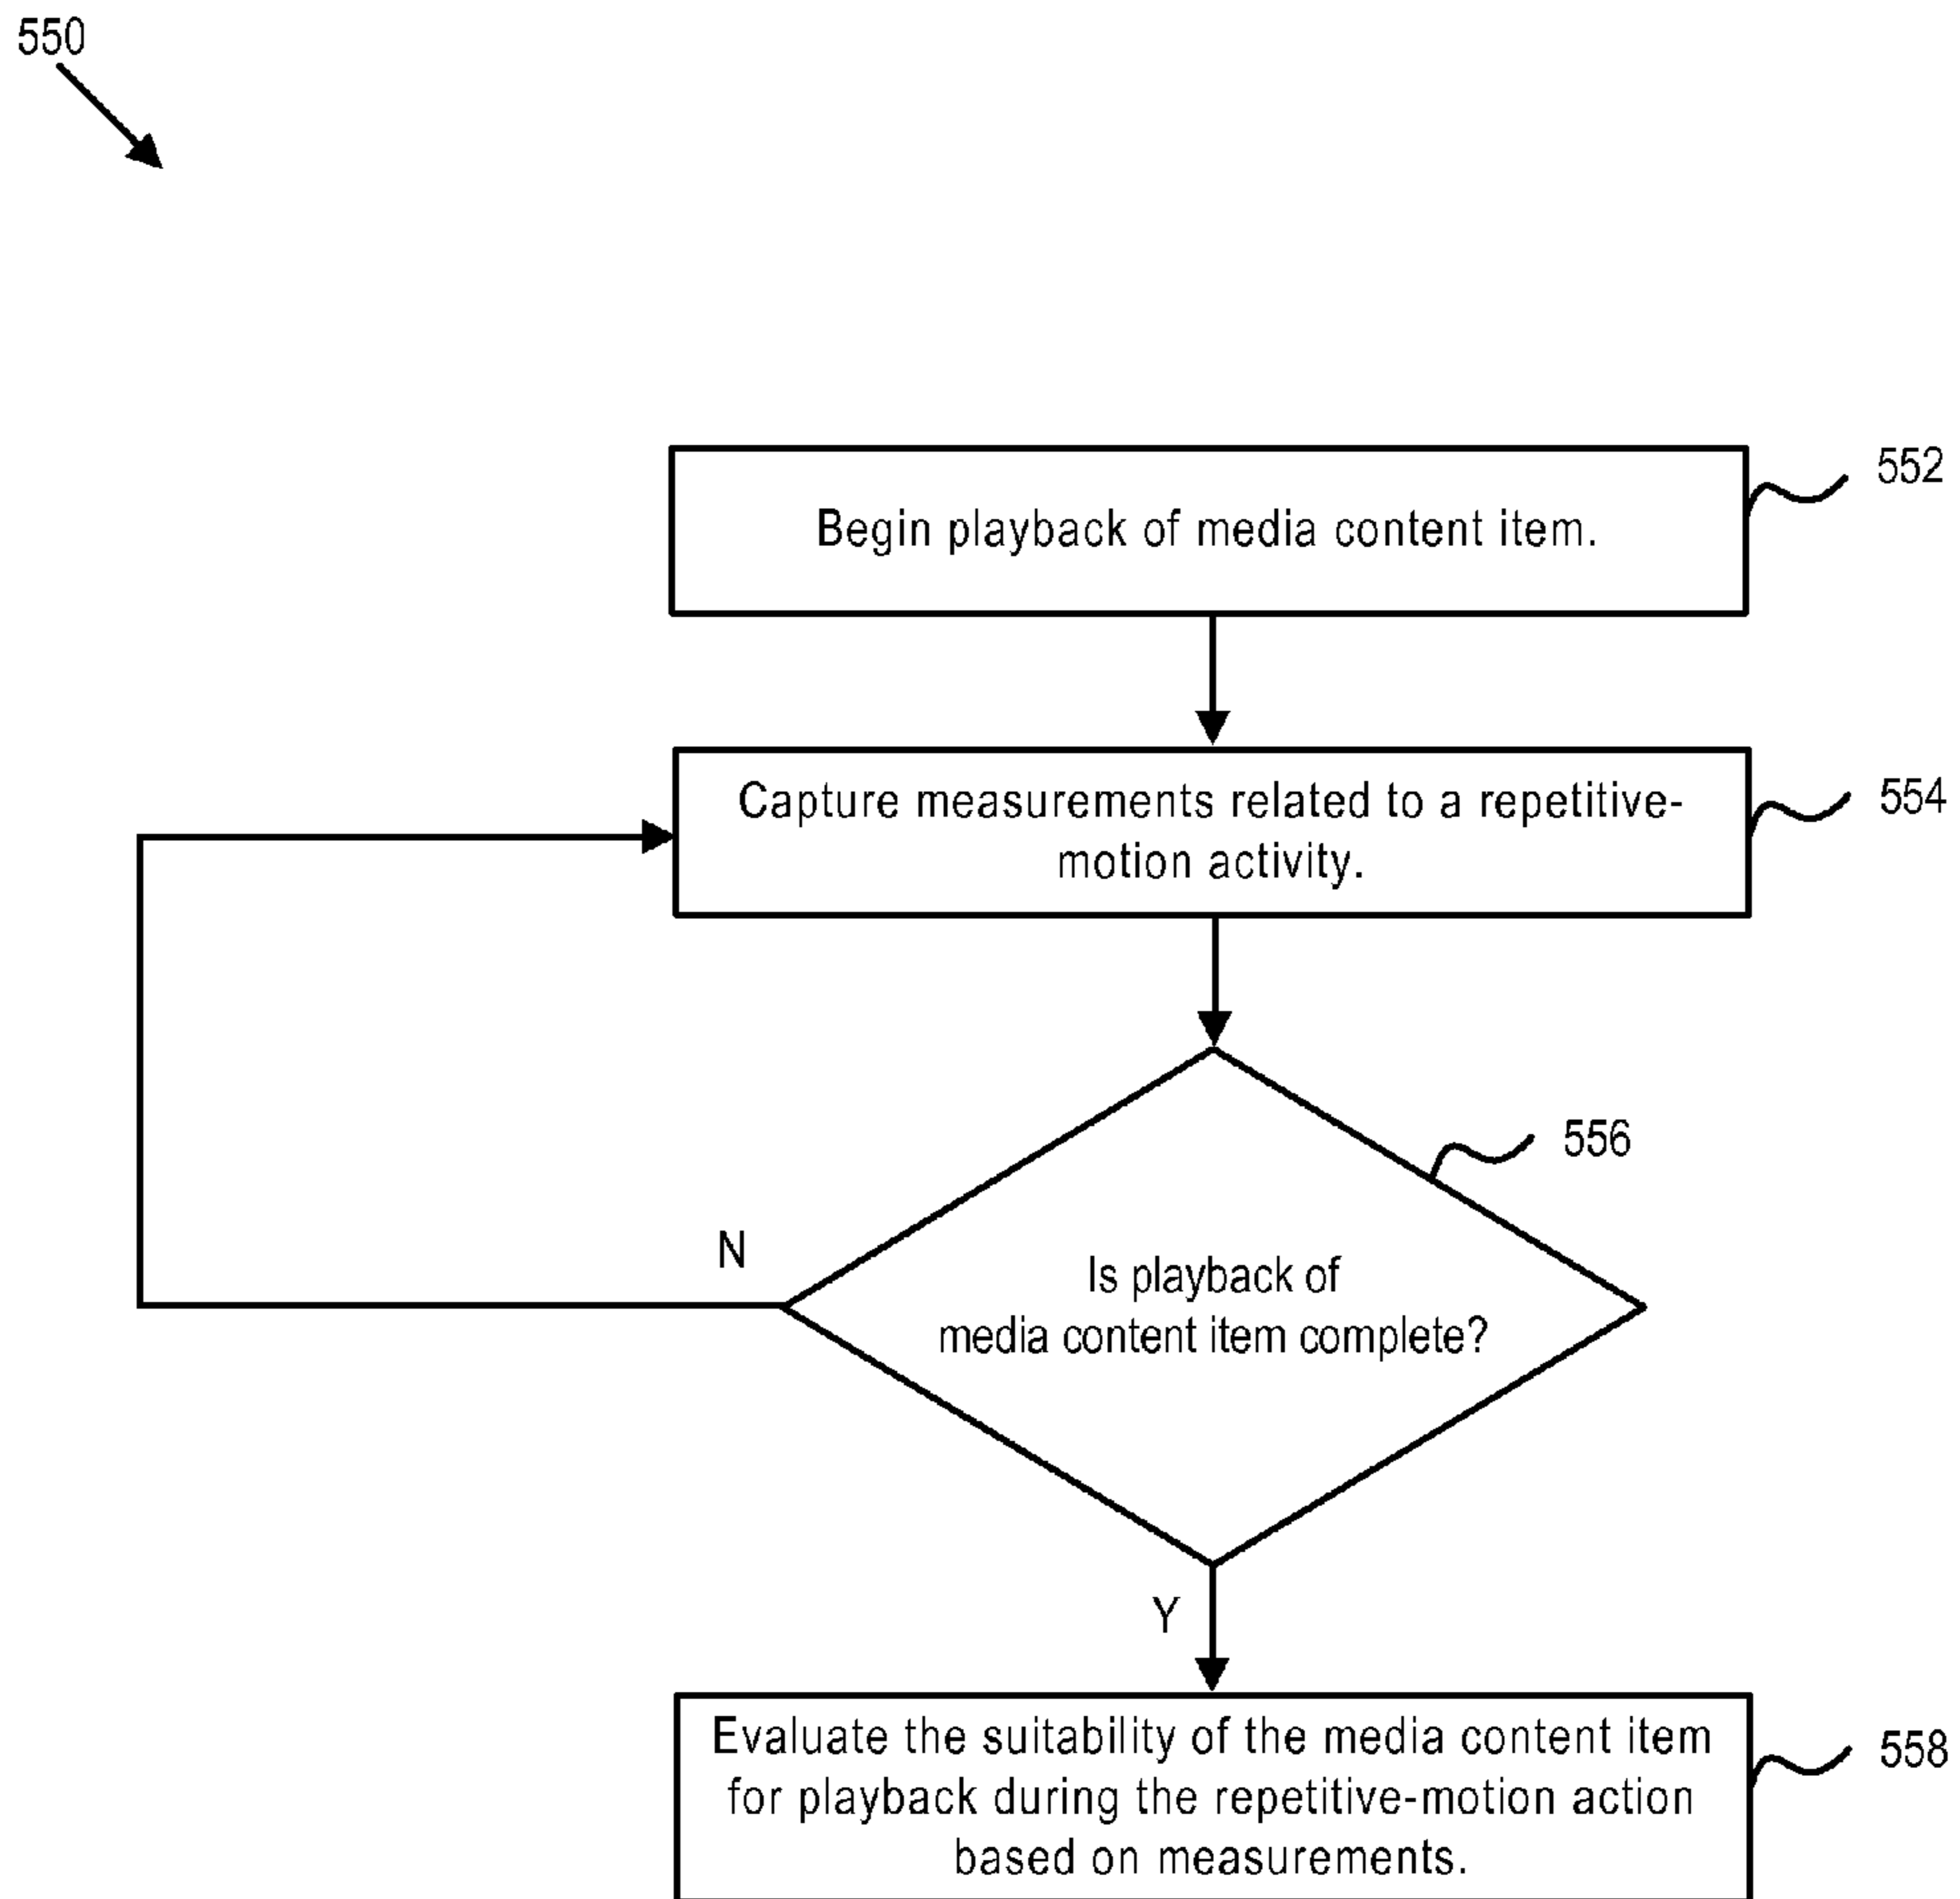 550
552
Begin playback of media content item.
Capture measurements related to a repetitive-
motion activity.
554
556
N
Is playback of
media content item complete?
Y
Evaluate the suitability of the media content item
for playback during the repetitive-motion action
based on measurements.
558